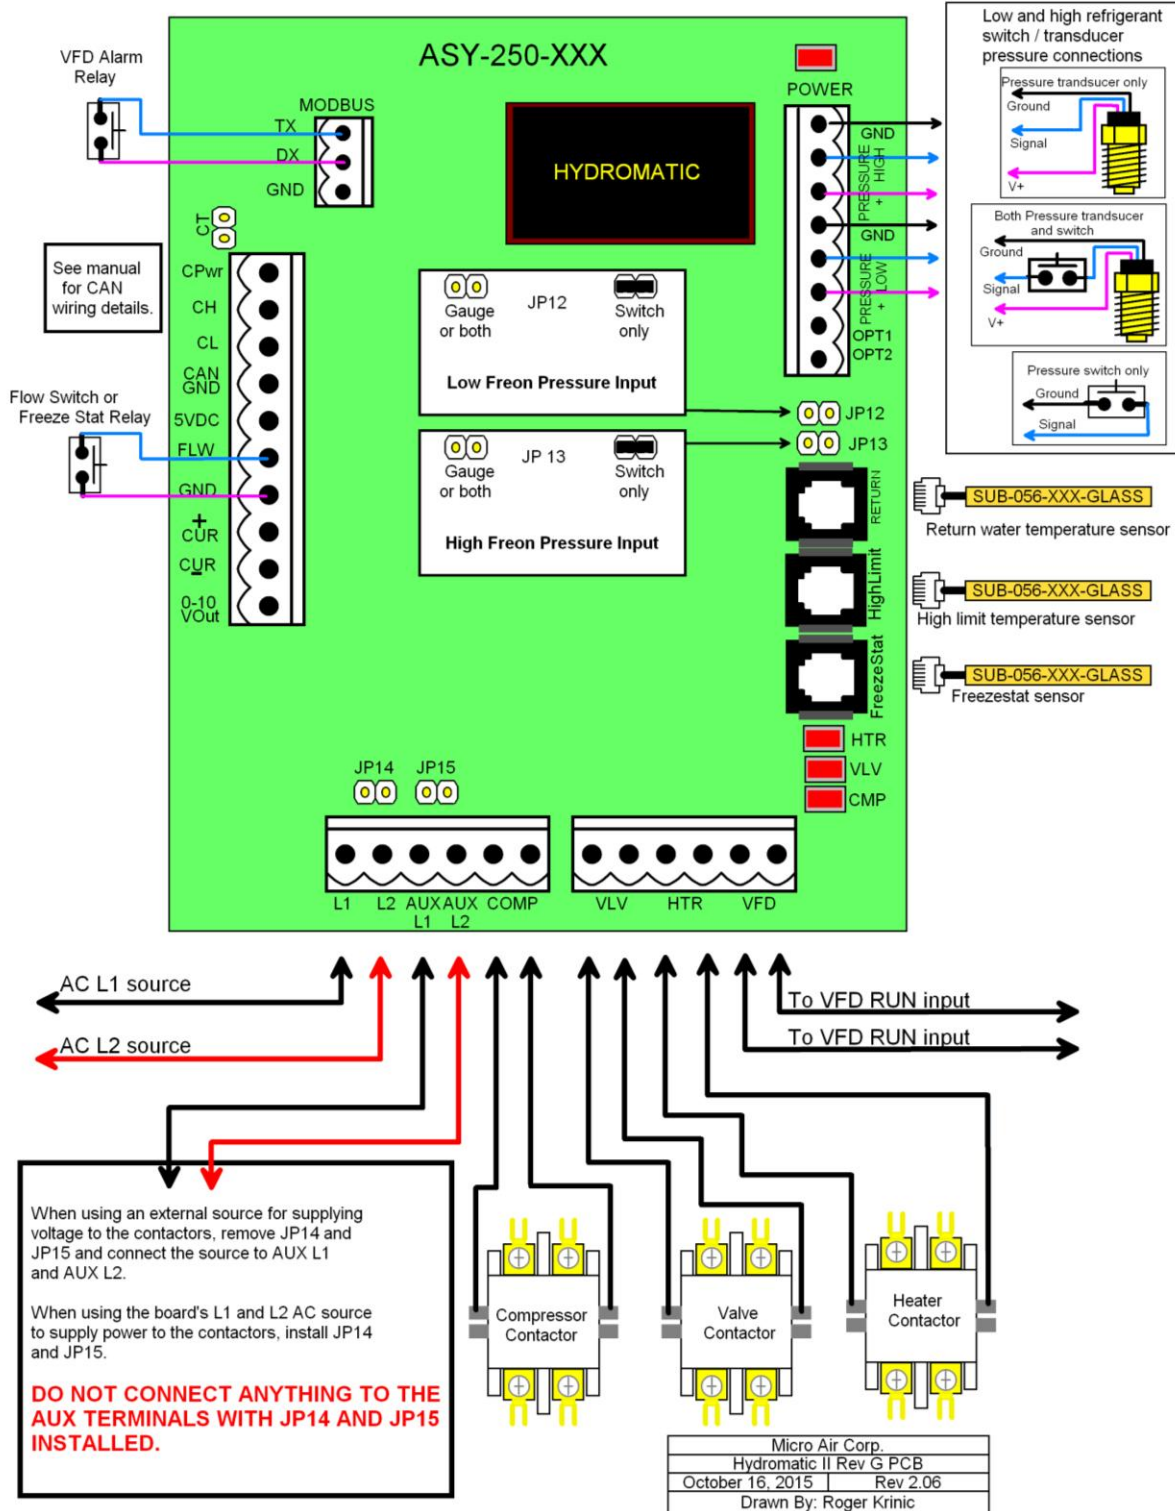 ASY-250-XXX
VFD Alarm
Relay
MODBUS
TX
DX
GND
HYDROMATIC
POWER
GND
PRESSURE
+ HIGH
GND
PRESSURE
+ LOW
OPT1
OPT2
Low and high refrigerant
switch / transducer
pressure connections
Pressure trandsucer only
Ground
Signal
V+
Both Pressure trandsucer
and switch
Ground
Signal
V+
Pressure switch only
Ground
Signal
CT
See manual
for CAN
wiring details.
CPwr
CH
CL
CAN
GND
5VDC
FLW
GND
+
CUR
CUR
-
0-10
VOut
Flow Switch or
Freeze Stat Relay
Gauge
or both
JP12
Switch
only
Low Freon Pressure Input
JP12
JP13
Gauge
or both
JP 13
Switch
only
High Freon Pressure Input
RETURN
HighLimit
FreezeStat
SUB-056-XXX-GLASS
Return water temperature sensor
SUB-056-XXX-GLASS
High limit temperature sensor
SUB-056-XXX-GLASS
Freezestat sensor
HTR
VLV
CMP
JP14 JP15
L1 L2 AUX AUX COMP VLV HTR VFD
L1 L2
AC L1 source
AC L2 source
To VFD RUN input
To VFD RUN input
When using an external source for supplying
voltage to the contactors, remove JP14 and
JP15 and connect the source to AUX L1
and AUX L2.
When using the board's L1 and L2 AC source
to supply power to the contactors, install JP14
and JP15.
DO NOT CONNECT ANYTHING TO THE
AUX TERMINALS WITH JP14 AND JP15
INSTALLED.
Compressor
Contactor
Valve
Contactor
Heater
Contactor
Micro Air Corp.
Hydromatic II Rev G PCB
October 16, 2015 Rev 2.06
Drawn By: Roger Krinic